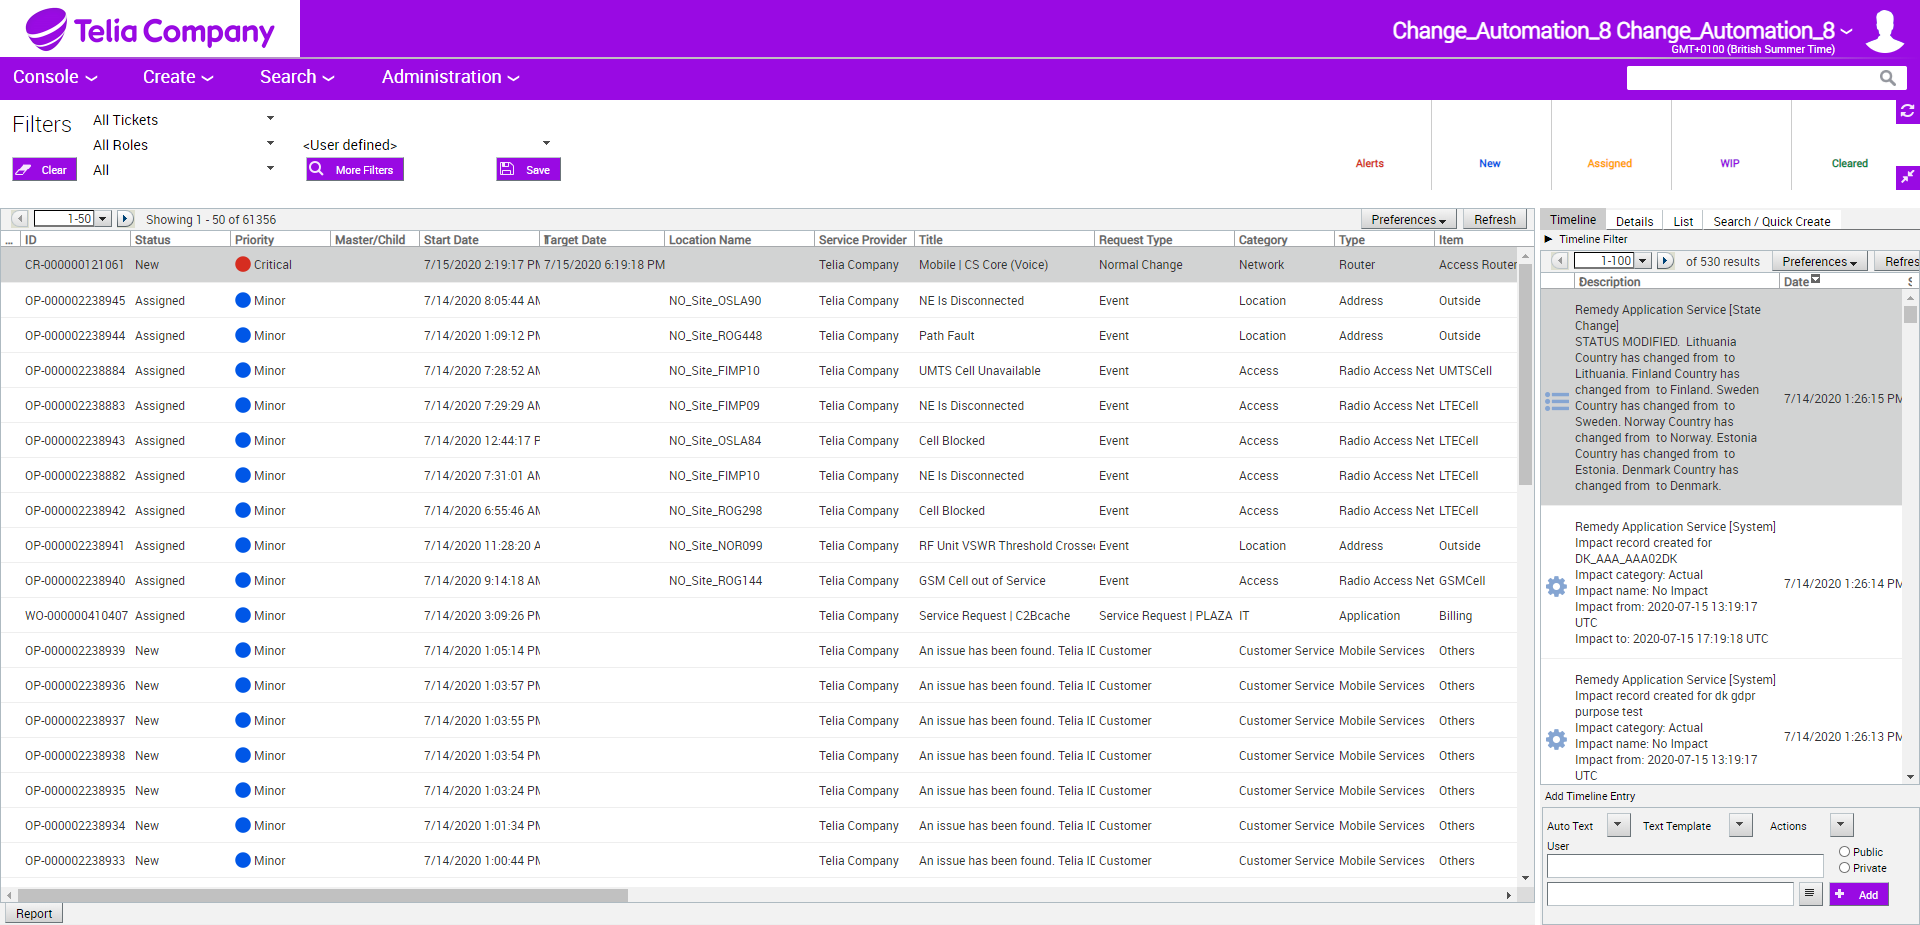 Telia Company
Change_Automation_8 Change_Automation_8
GMT+0100 (British Summer Time)
Console Create Search Administration
Filters All Tickets
All Roles <User defined>
Clear All More Filters Save
Alerts New Assigned WIP Cleared
1-50 Showing 1 - 50 of 61356 Preferences Refresh
... ID Status Priority Master/Child Start Date Target Date Location Name Service Provider Title Request Type Category Type Item
CR-000000121061 New Critical 7/15/2020 2:19:17 PM 7/15/2020 6:19:18 PM Telia Company Mobile | CS Core (Voice) Normal Change Network Router Access Router
OP-000002238945 Assigned Minor 7/14/2020 8:05:44 AM NO_Site_OSLA90 Telia Company NE Is Disconnected Event Location Address Outside
OP-000002238944 Assigned Minor 7/14/2020 1:09:12 PM NO_Site_ROG448 Telia Company Path Fault Event Location Address Outside
OP-000002238884 Assigned Minor 7/14/2020 7:28:52 AM NO_Site_FIMP10 Telia Company UMTS Cell Unavailable Event Access Radio Access Net UMTSCell
OP-000002238883 Assigned Minor 7/14/2020 7:29:29 AM NO_Site_FIMP09 Telia Company NE Is Disconnected Event Access Radio Access Net LTECell
OP-000002238943 Assigned Minor 7/14/2020 12:44:17 P NO_Site_OSLA84 Telia Company Cell Blocked Event Access Radio Access Net LTECell
OP-000002238882 Assigned Minor 7/14/2020 7:31:01 AM NO_Site_FIMP10 Telia Company NE Is Disconnected Event Access Radio Access Net LTECell
OP-000002238942 Assigned Minor 7/14/2020 6:55:46 AM NO_Site_ROG298 Telia Company Cell Blocked Event Access Radio Access Net LTECell
OP-000002238941 Assigned Minor 7/14/2020 11:28:20 A NO_Site_NOR099 Telia Company RF Unit VSWR Threshold Crossed Event Location Address Outside
OP-000002238940 Assigned Minor 7/14/2020 9:14:18 AM NO_Site_ROG144 Telia Company GSM Cell out of Service Event Access Radio Access Net GSMCell
WO-000000410407 Assigned Minor 7/14/2020 3:09:26 PM Telia Company Service Request | C2Bcache Service Request | PLAZA IT Application Billing
OP-000002238939 New Minor 7/14/2020 1:05:14 PM Telia Company An issue has been found. Telia ID Customer Customer Service Mobile Services Others
OP-000002238936 New Minor 7/14/2020 1:03:57 PM Telia Company An issue has been found. Telia ID Customer Customer Service Mobile Services Others
OP-000002238937 New Minor 7/14/2020 1:03:55 PM Telia Company An issue has been found. Telia ID Customer Customer Service Mobile Services Others
OP-000002238938 New Minor 7/14/2020 1:03:54 PM Telia Company An issue has been found. Telia ID Customer Customer Service Mobile Services Others
OP-000002238935 New Minor 7/14/2020 1:03:24 PM Telia Company An issue has been found. Telia ID Customer Customer Service Mobile Services Others
OP-000002238934 New Minor 7/14/2020 1:01:34 PM Telia Company An issue has been found. Telia ID Customer Customer Service Mobile Services Others
OP-000002238933 New Minor 7/14/2020 1:00:44 PM Telia Company An issue has been found. Telia ID Customer Customer Service Mobile Services Others
Report
Timeline Details List Search / Quick Create
Timeline Filter
1-100 of 530 results Preferences Refres
Description Date S
Remedy Application Service [State
Change]
STATUS MODIFIED. Lithuania
Country has changed from to
Lithuania. Finland Country has
changed from to Finland. Sweden
Country has changed from to
Sweden. Norway Country has
changed from to Norway. Estonia
Country has changed from to
Estonia. Denmark Country has
changed from to Denmark.
7/14/2020 1:26:15 PM
Remedy Application Service [System]
Impact record created for
DK_AAA_AAA02DK
Impact category: Actual
Impact name: No Impact
Impact from: 2020-07-15 13:19:17
UTC
Impact to: 2020-07-15 17:19:18 UTC
7/14/2020 1:26:14 PM
Remedy Application Service [System]
Impact record created for dk gdpr
purpose test
Impact category: Actual
Impact name: No Impact
Impact from: 2020-07-15 13:19:17
UTC
7/14/2020 1:26:13 PM
Add Timeline Entry
Auto Text Text Template Actions
User
Public
Private
Add